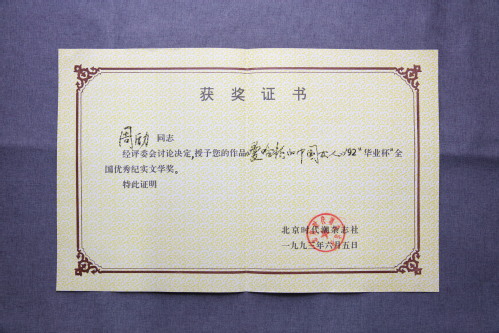 获奖证书
周励 同志
经评委会讨论决定,授予您的作品《曼哈顿的中国女人》'92“华业杯”全
国优秀纪实文学奖。
特此证明
北京时代潮杂志社
一九九三年六月五日